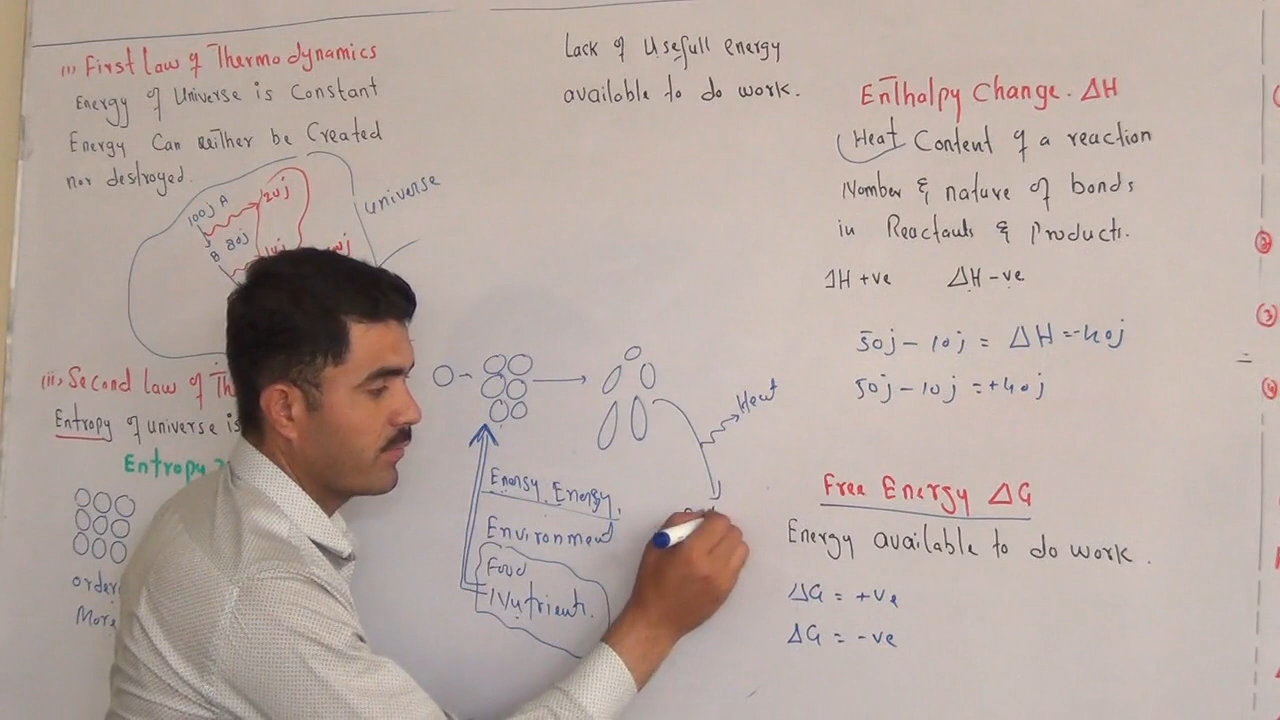 (i) First Law of Thermodynamics
Energy of Universe is Constant
Energy Can neither be Created
nor destroyed.
100j A
20j
B 80j
universe
(ii) Second law of Th
Entropy of universe is
Entropy
order
More
Lack of Usefull energy
available to do work.
Heat
Energy Energy,
Environment
Food
Nutrient.
Enthalpy Change. ΔH
Heat Content of a reaction
Number & nature of bonds
in Reactants & Products.
ΔH +ve ΔH -ve
50j - 10j = ΔH = -40j
50j - 10j = +40j
Free Energy ΔG
Energy available to do work.
ΔG = +ve
ΔG = -ve
=
②
③
④